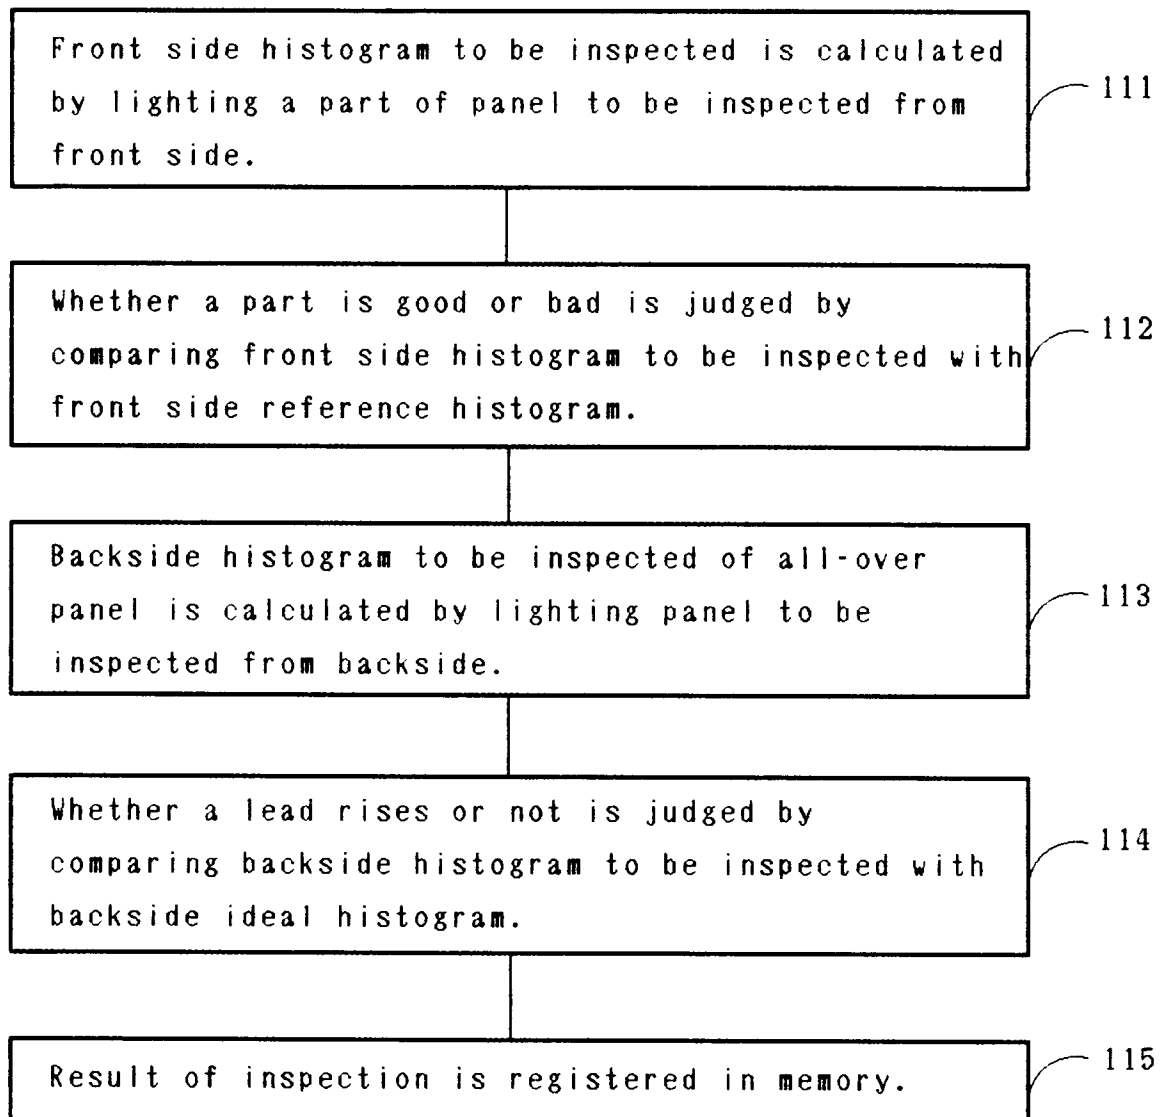 Front side histogram to be inspected is calculated
by lighting a part of panel to be inspected from
front side.
111
Whether a part is good or bad is judged by
comparing front side histogram to be inspected with
front side reference histogram.
112
Backside histogram to be inspected of all-over
panel is calculated by lighting panel to be
inspected from backside.
113
Whether a lead rises or not is judged by
comparing backside histogram to be inspected with
backside ideal histogram.
114
Result of inspection is registered in memory.
115